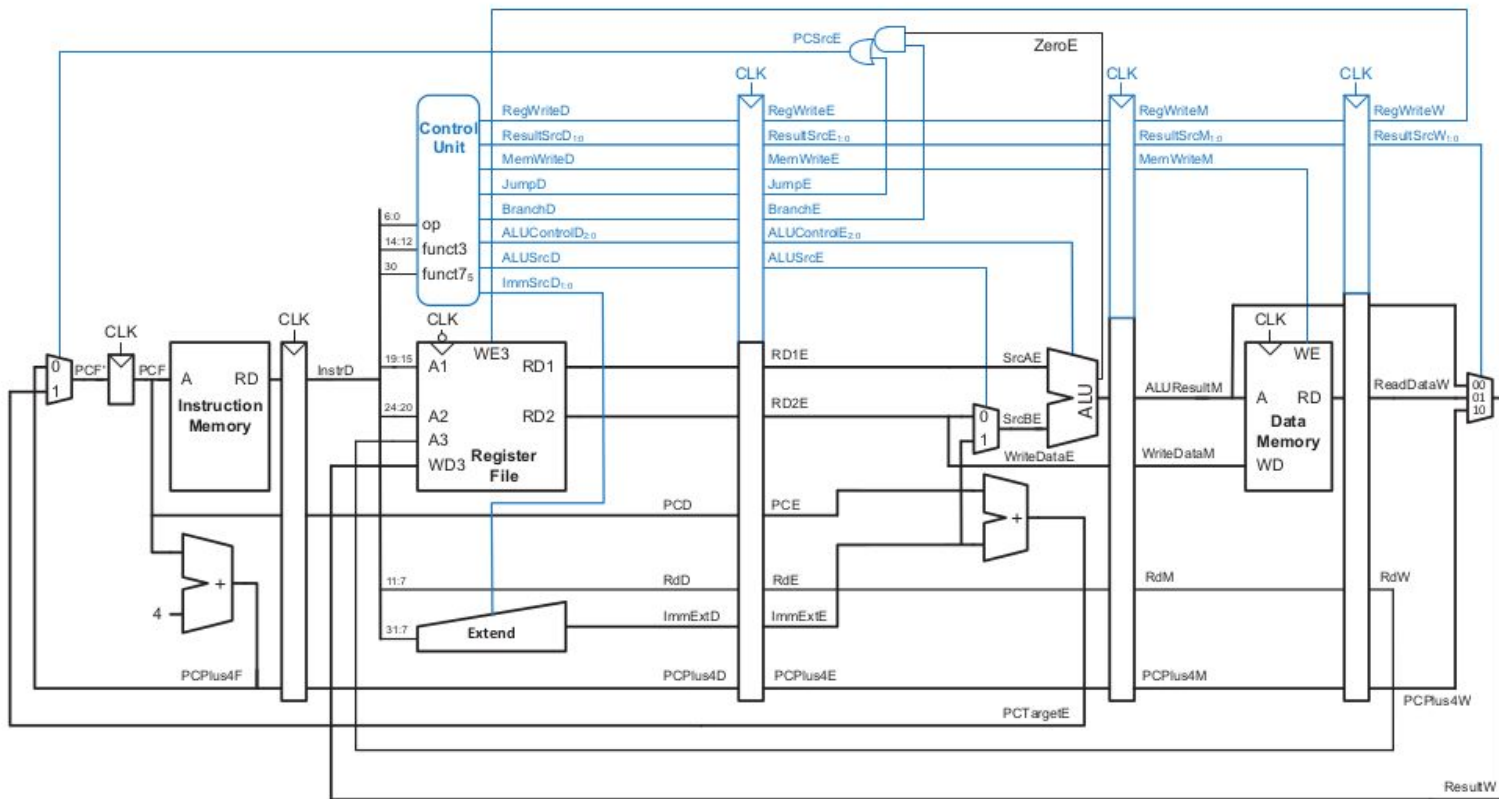 PCSrcE
ZeroE
CLK
CLK
CLK
Control
Unit
RegWriteD
RegWriteE
RegWriteM
RegWriteW
ResultSrcD1:0
ResultSrcE1:0
ResultSrcM1:0
ResultSrcW1:0
MemWriteD
MemWriteE
MemWriteM
JumpD
JumpE
BranchD
BranchE
6:0
op
ALUControlD2:0
ALUControlE2:0
14:12
funct3
ALUSrcD
ALUSrcE
30
funct75
ImmSrcD1:0
CLK
CLK
CLK
CLK
0
1
PCF'
PCF
A
RD
Instruction
Memory
InstrD
19:15
A1
WE3
RD1
RD1E
SrcAE
ALU
24:20
A2
RD2
RD2E
0
1
SrcBE
A3
WD3
Register
File
WriteDataE
ALUResultM
WriteDataM
WE
A
RD
Data
Memory
WD
ReadDataW
00
01
10
PCD
PCE
+
4
+
11:7
RdD
RdE
RdM
RdW
31:7
Extend
ImmExtD
ImmExtE
PCPlus4F
PCPlus4D
PCPlus4E
PCPlus4M
PCPlus4W
PCTargetE
ResultW